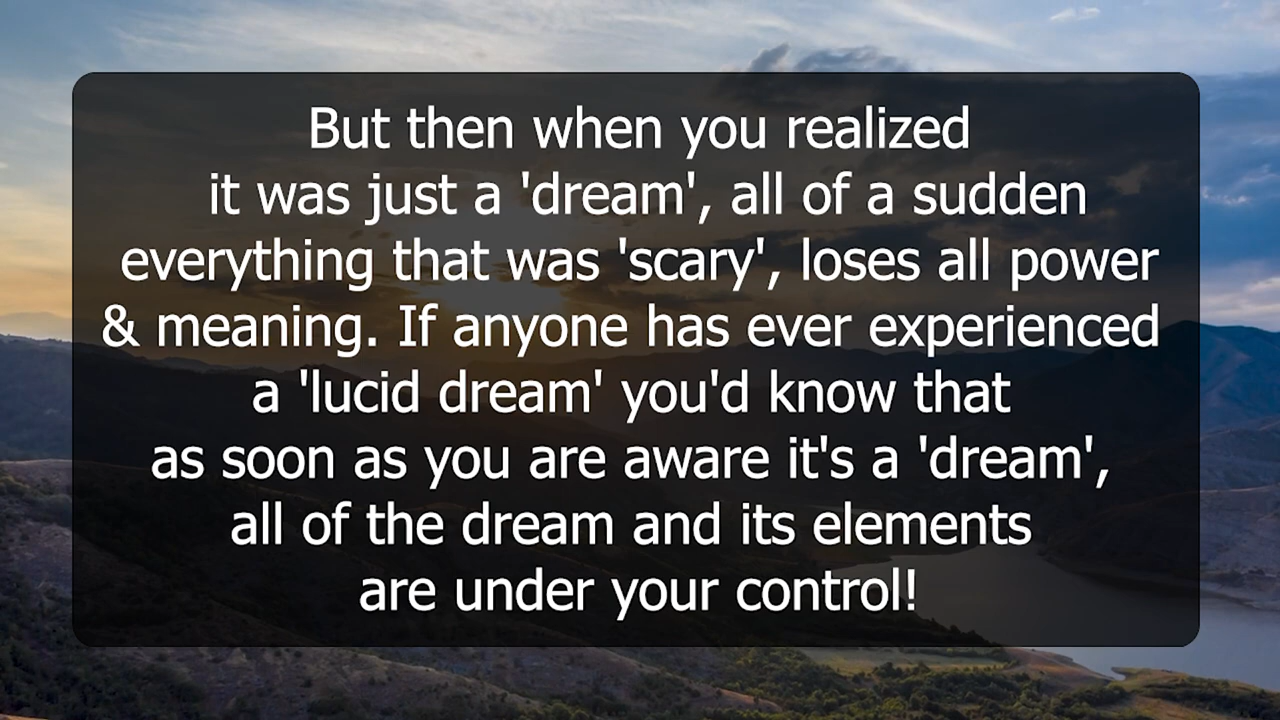 But then when you realized
it was just a 'dream', all of a sudden
everything that was 'scary', loses all power
& meaning. If anyone has ever experienced
a 'lucid dream' you'd know that
as soon as you are aware it's a 'dream',
all of the dream and its elements
are under your control!